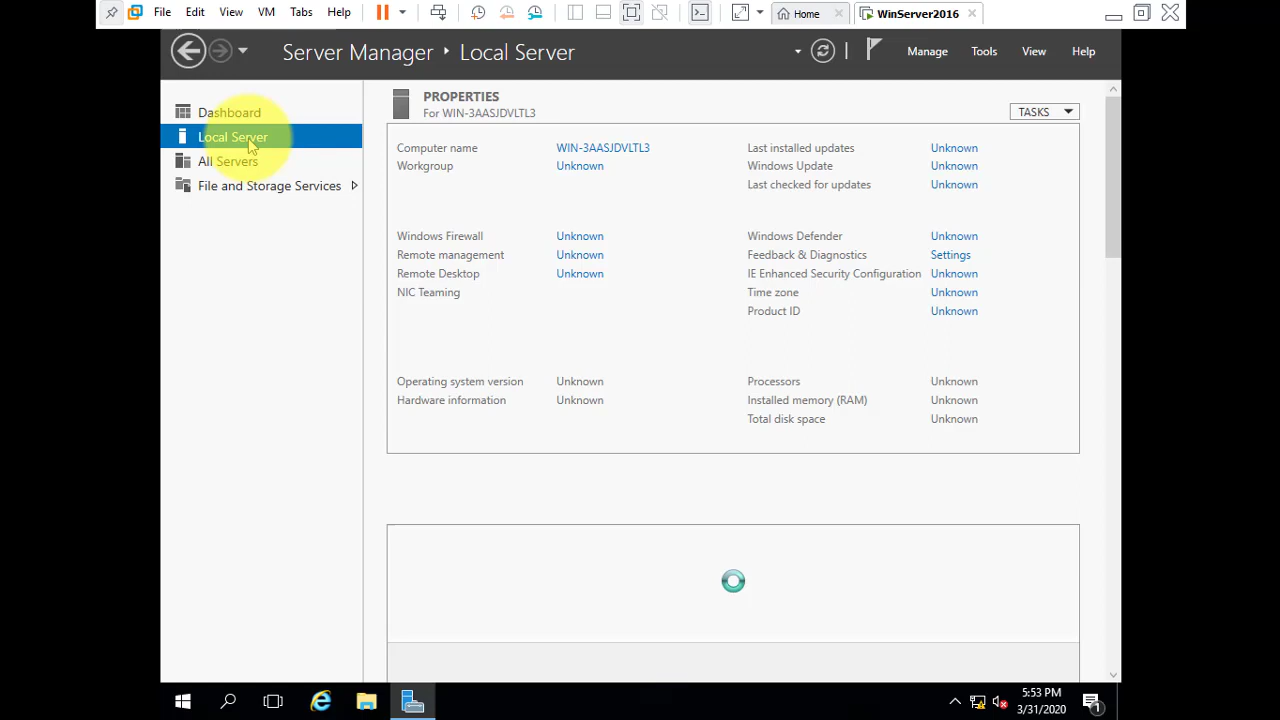 File Edit View VM Tabs Help Home WinServer2016
Server Manager Local Server Manage Tools View Help
Dashboard
Local Server
All Servers
File and Storage Services
PROPERTIES
For WIN-3AASJDVLTL3
TASKS
Computer name WIN-3AASJDVLTL3 Last installed updates Unknown
Workgroup Unknown Windows Update Unknown
Last checked for updates Unknown
Windows Firewall Unknown Windows Defender Unknown
Remote management Unknown Feedback & Diagnostics Settings
Remote Desktop Unknown IE Enhanced Security Configuration Unknown
NIC Teaming Time zone Unknown
Product ID Unknown
Operating system version Unknown Processors Unknown
Hardware information Unknown Installed memory (RAM) Unknown
Total disk space Unknown
5:53 PM
3/31/2020
1